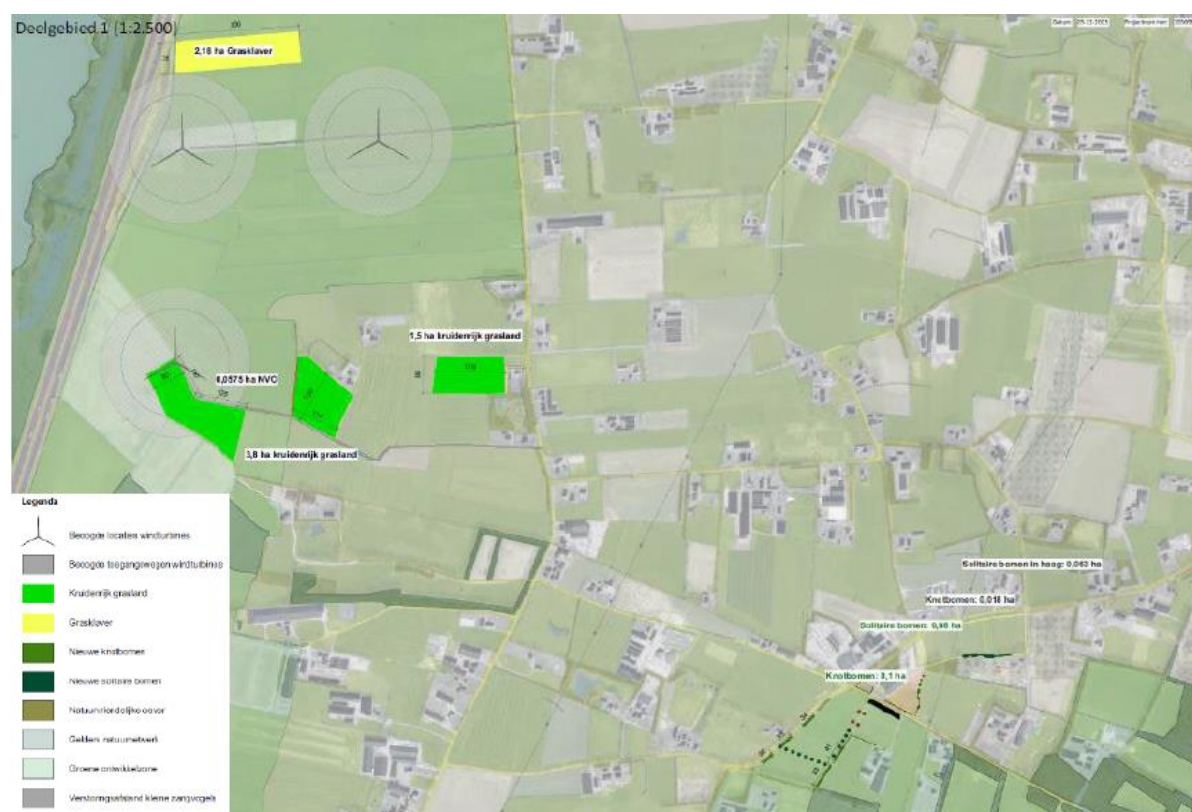 Deelgebied 1 (1:2.500)
2,16 ha Grasklaver
1,5 ha kruidenrijk grasland
0,0575 ha NVO
3,8 ha kruidenrijk grasland
Legenda
Beoogde locaties windturbines
Beoogde toegangswegen windturbines
Kruidenrijk grasland
Grasklaver
Nieuwe knotbomen
Nieuwe solitaire bomen
Natuurvriendelijke oever
Gelders natuurnetwerk
Groene ontwikkelzone
Verstoringsafstand kleine zangvogels
Solitaire bomen in haag: 0,063 ha
Knotbomen: 0,018 ha
Solitaire bomen:
Knotbomen: 0,1 ha